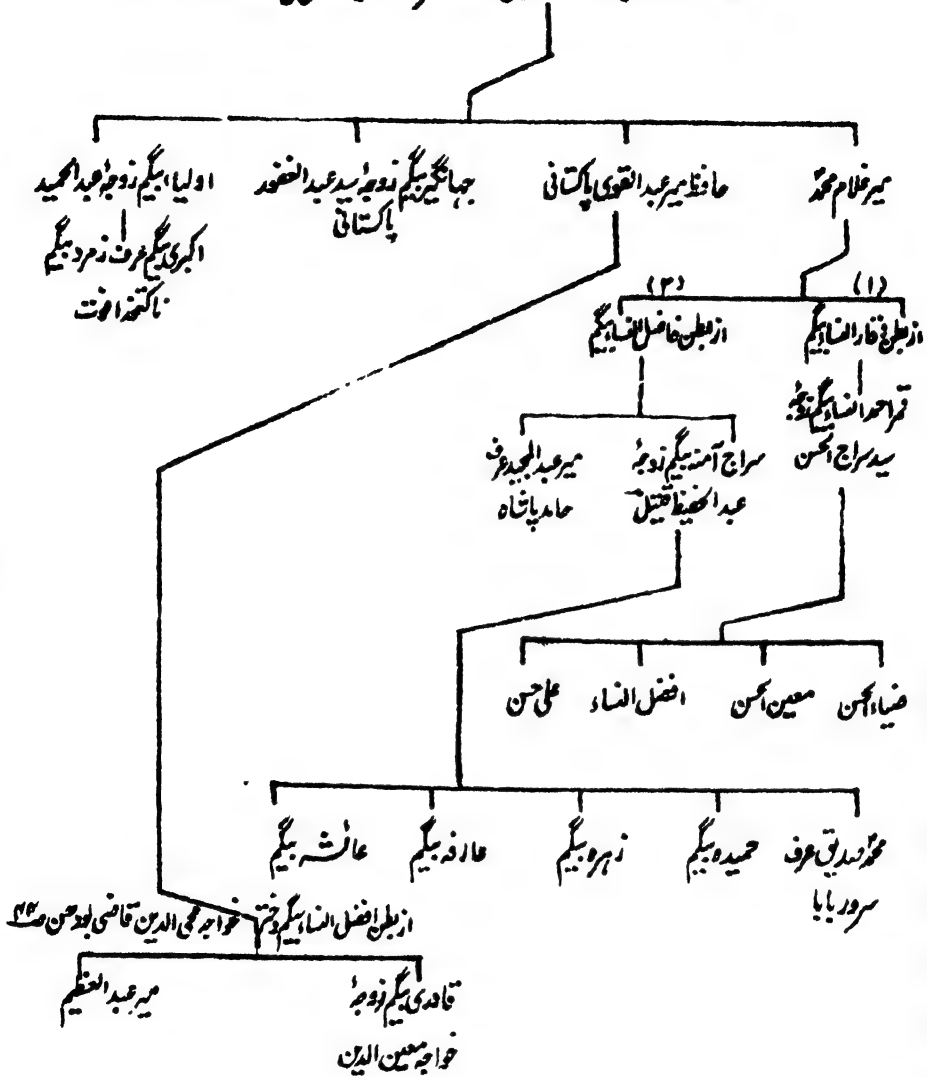 میر غلام محمدؐ
حافظ میر عبدالقوی پاکستانی
جہانگیر بیگم زوجۂ سید عبدالغفور
پاکستانی
اولیاء بیگم زوجۂ عبدالحمید
اکبری بیگم عرف زمرد بیگم
ناکتخدا فوت
(۱)
(۲)
از بطن وقار النساء بیگم
از بطن فاضل النساء بیگم
قمر احمد النساء بیگم زوجۂ
سید سراج الحسن
سراج آمنہ بیگم زوجۂ
عبدالحفیظ قتیلؔ
میر عبدالمجید عرف
حامد پاشاہ
ضیاء الحسن
معین الحسن
افضل النساء
علی حسن
محمدؐ صدیق عرف
سرور بابا
حمیدہ بیگم
زہرہ بیگم
عارفہ بیگم
عائشہ بیگم
از بطن افضل النساء بیگم دختر خواجہ محی الدین قاضی
قادری بیگم زوجۂ
خواجہ معین الدین
میر عبدالعظیم